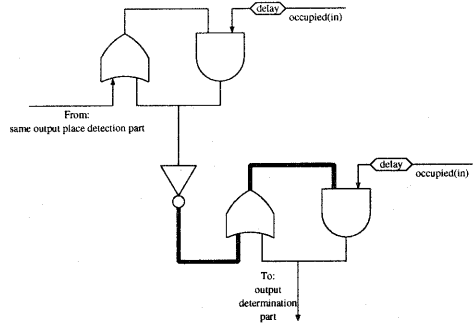 delay
occupied(in)
From:
same output place detection part
delay
occupied(in)
To:
output
determination
part